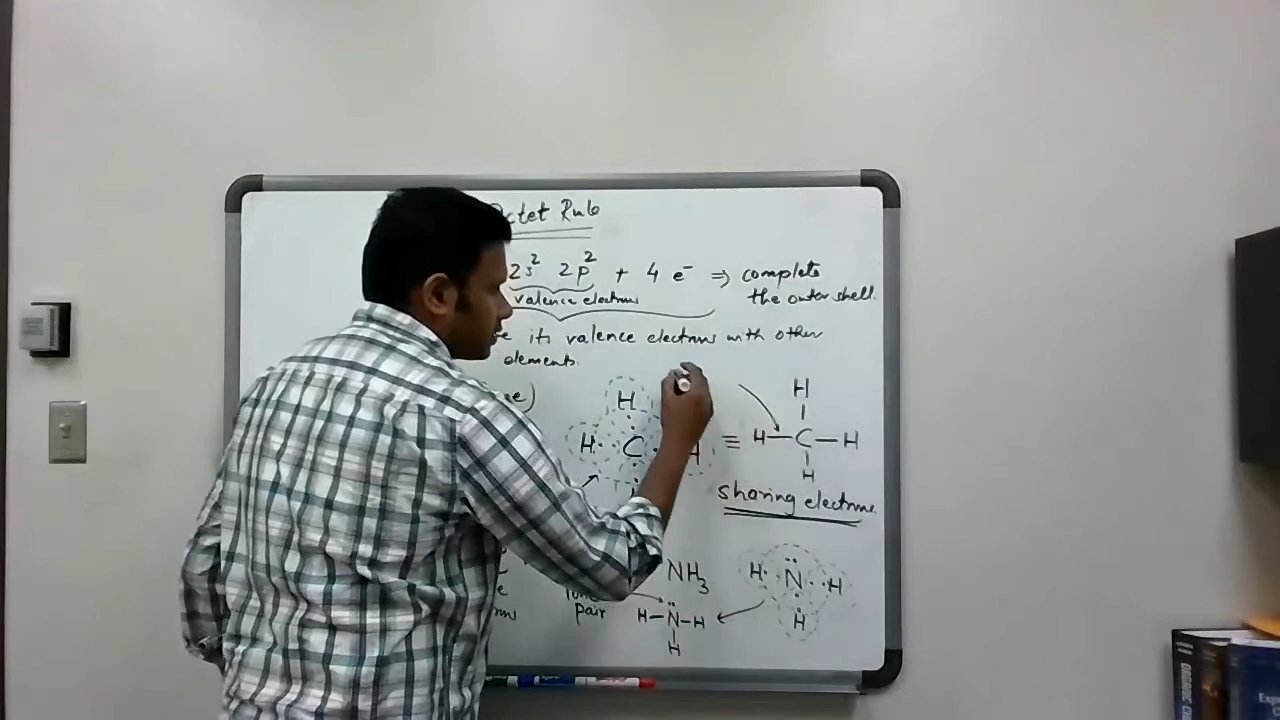 Octet Rule
2s² 2p² + 4 e⁻ ⇒ complete
valence electrons the outer shell.
its valence electrons with other
elements.
H
H
H C H ≡ H—C—H
H
sharing electrons
NH₃ H N H
pair H—N—H H
H
ORGANIC